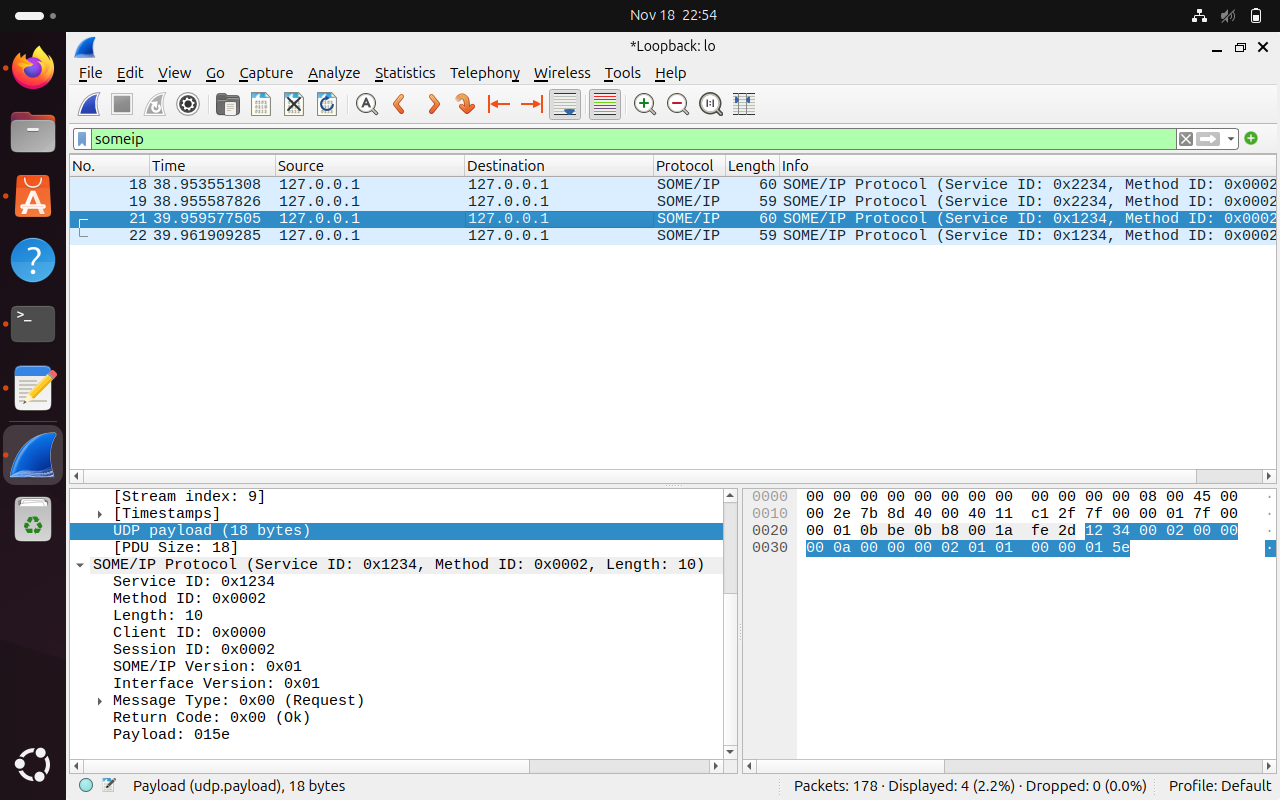 Nov 18 22:54
*Loopback: lo
File Edit View Go Capture Analyze Statistics Telephony Wireless Tools Help
someip
No. Time Source Destination Protocol Length Info
18 38.953551308 127.0.0.1 127.0.0.1 SOME/IP 60 SOME/IP Protocol (Service ID: 0x2234, Method ID: 0x0002
19 38.955587826 127.0.0.1 127.0.0.1 SOME/IP 59 SOME/IP Protocol (Service ID: 0x2234, Method ID: 0x0002
21 39.959577505 127.0.0.1 127.0.0.1 SOME/IP 60 SOME/IP Protocol (Service ID: 0x1234, Method ID: 0x0002
22 39.961909285 127.0.0.1 127.0.0.1 SOME/IP 59 SOME/IP Protocol (Service ID: 0x1234, Method ID: 0x0002
[Stream index: 9]
[Timestamps]
UDP payload (18 bytes)
[PDU Size: 18]
SOME/IP Protocol (Service ID: 0x1234, Method ID: 0x0002, Length: 10)
Service ID: 0x1234
Method ID: 0x0002
Length: 10
Client ID: 0x0000
Session ID: 0x0002
SOME/IP Version: 0x01
Interface Version: 0x01
Message Type: 0x00 (Request)
Return Code: 0x00 (Ok)
Payload: 015e
0000 00 00 00 00 00 00 00 00 00 00 00 00 08 00 45 00
0010 00 2e 7b 8d 40 00 40 11 c1 2f 7f 00 00 01 7f 00
0020 00 01 0b be 0b b8 00 1a fe 2d 12 34 00 02 00 00
0030 00 0a 00 00 00 02 01 01 00 00 01 5e
Payload (udp.payload), 18 bytes
Packets: 178 · Displayed: 4 (2.2%) · Dropped: 0 (0.0%)
Profile: Default